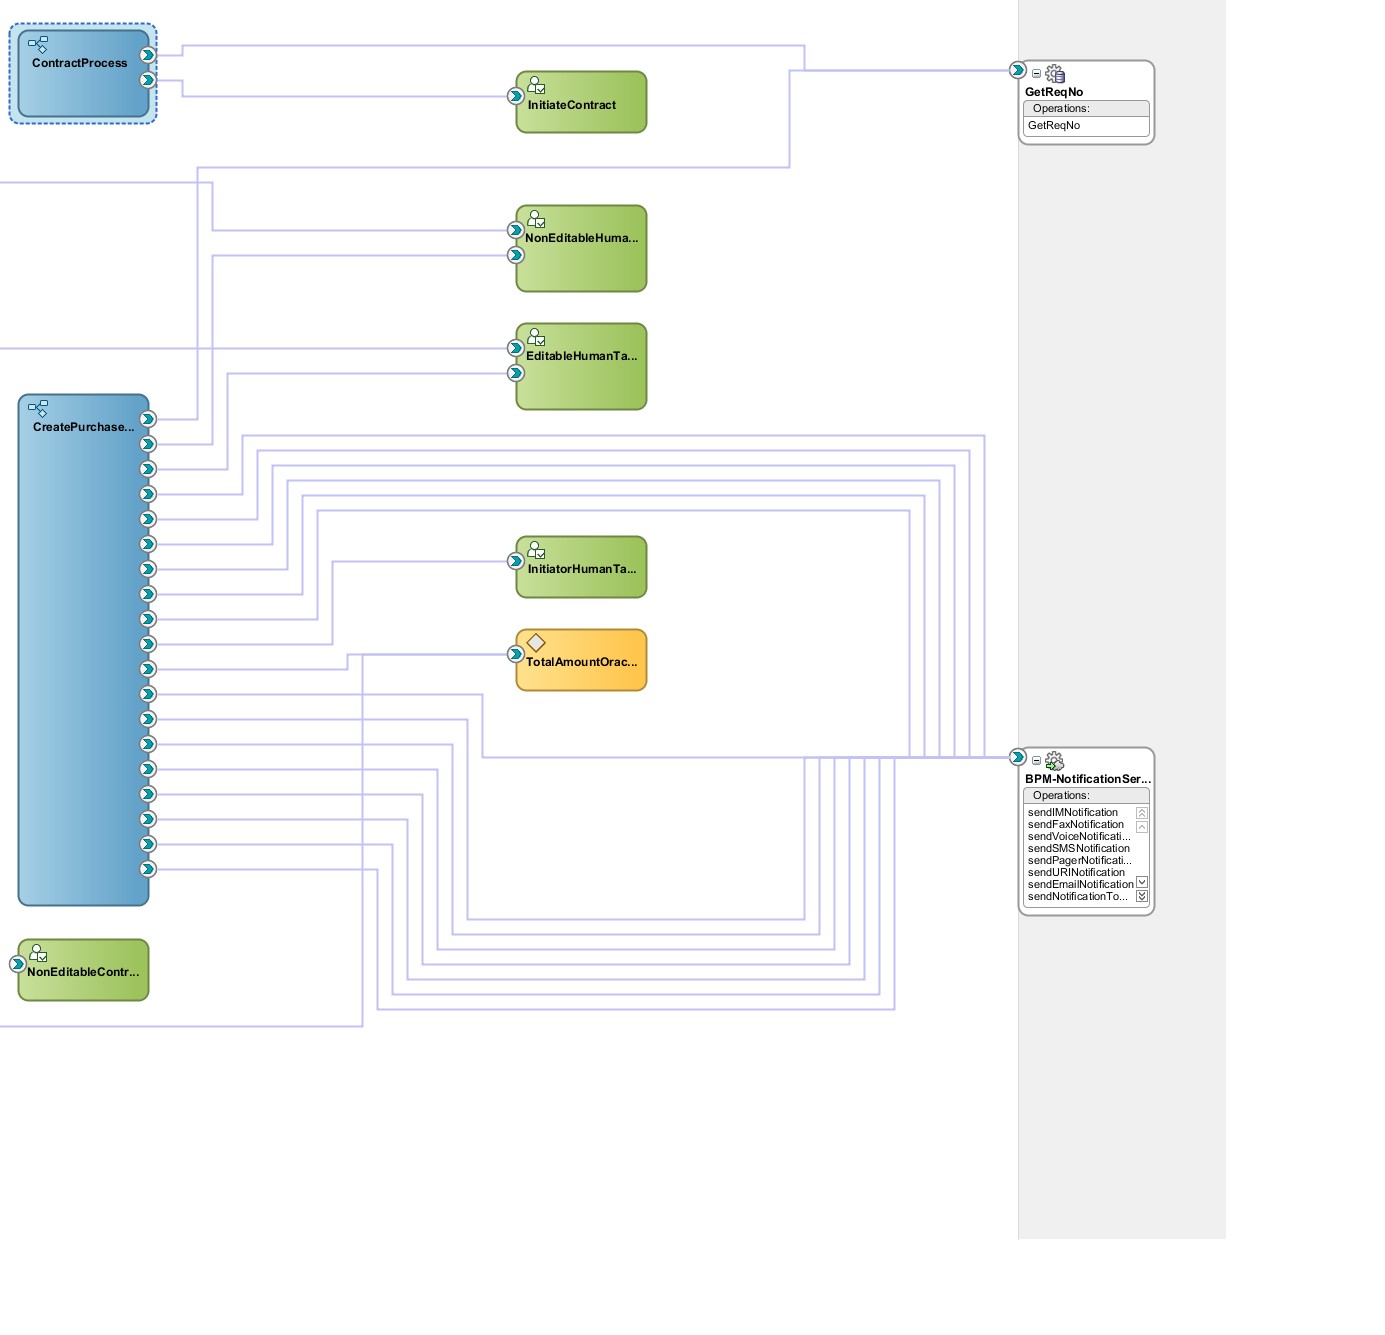 ContractProcess
InitiateContract
GetReqNo
Operations:
GetReqNo
NonEditableHuma...
EditableHumanTa...
CreatePurchase...
InitiatorHumanTa...
TotalAmountOrac...
BPM-NotificationSer...
Operations:
sendIMNotification
sendFaxNotification
sendVoiceNotificati...
sendSMSNotification
sendPagerNotificati...
sendURINotification
sendEmailNotification
sendNotificationTo...
NonEditableContr...